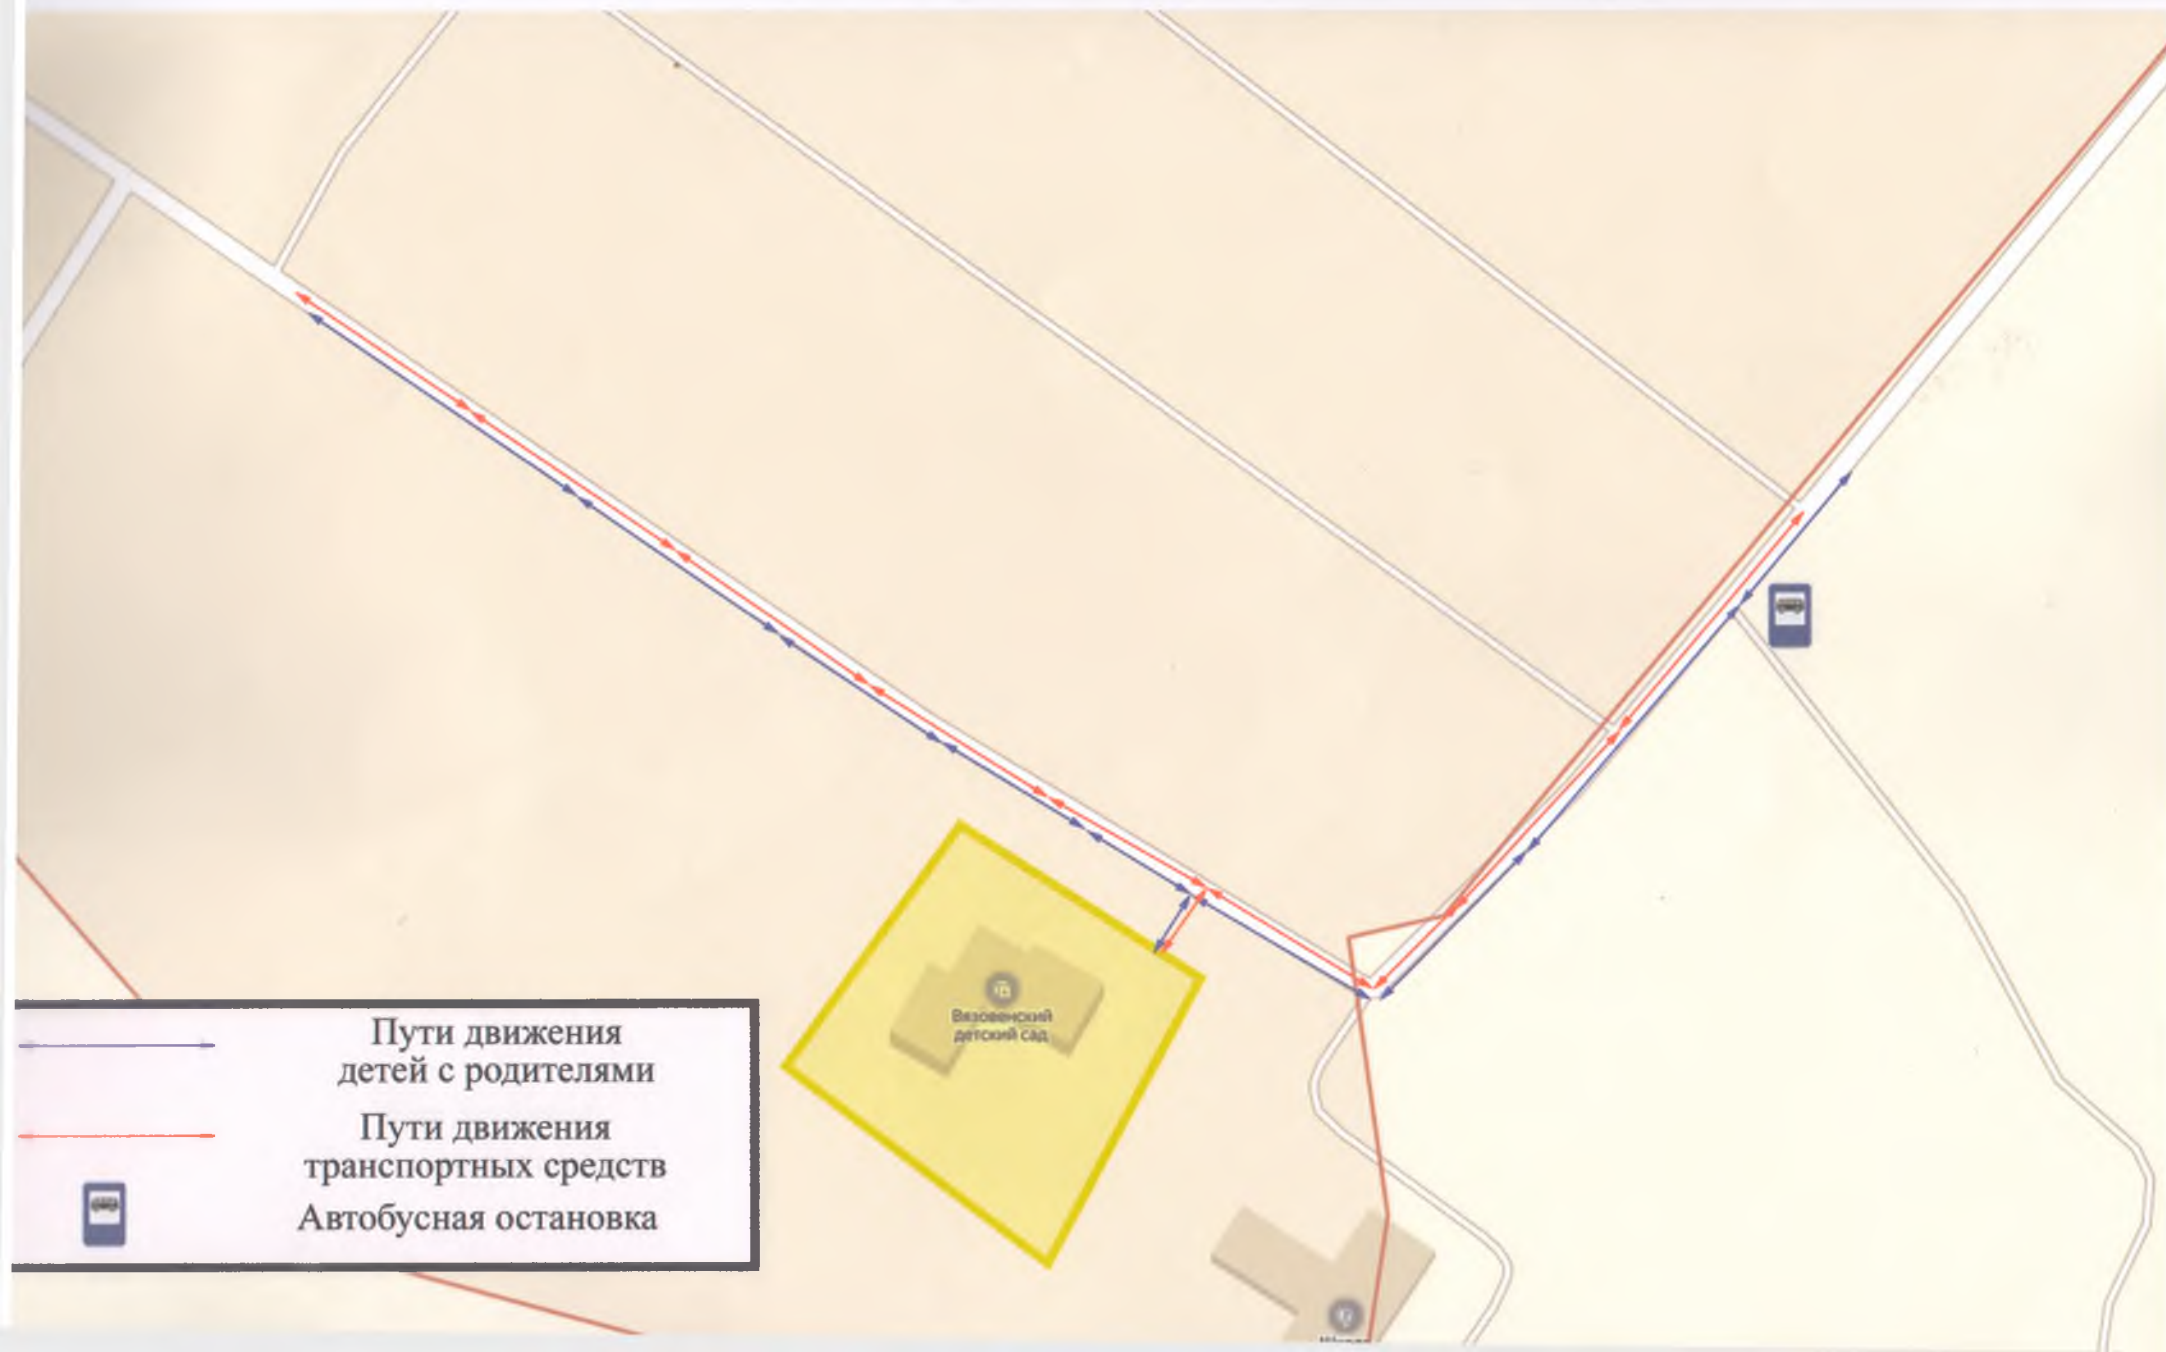 Вязовенский
детский сад
Пути движения
детей с родителями
Пути движения
транспортных средств
Автобусная остановка